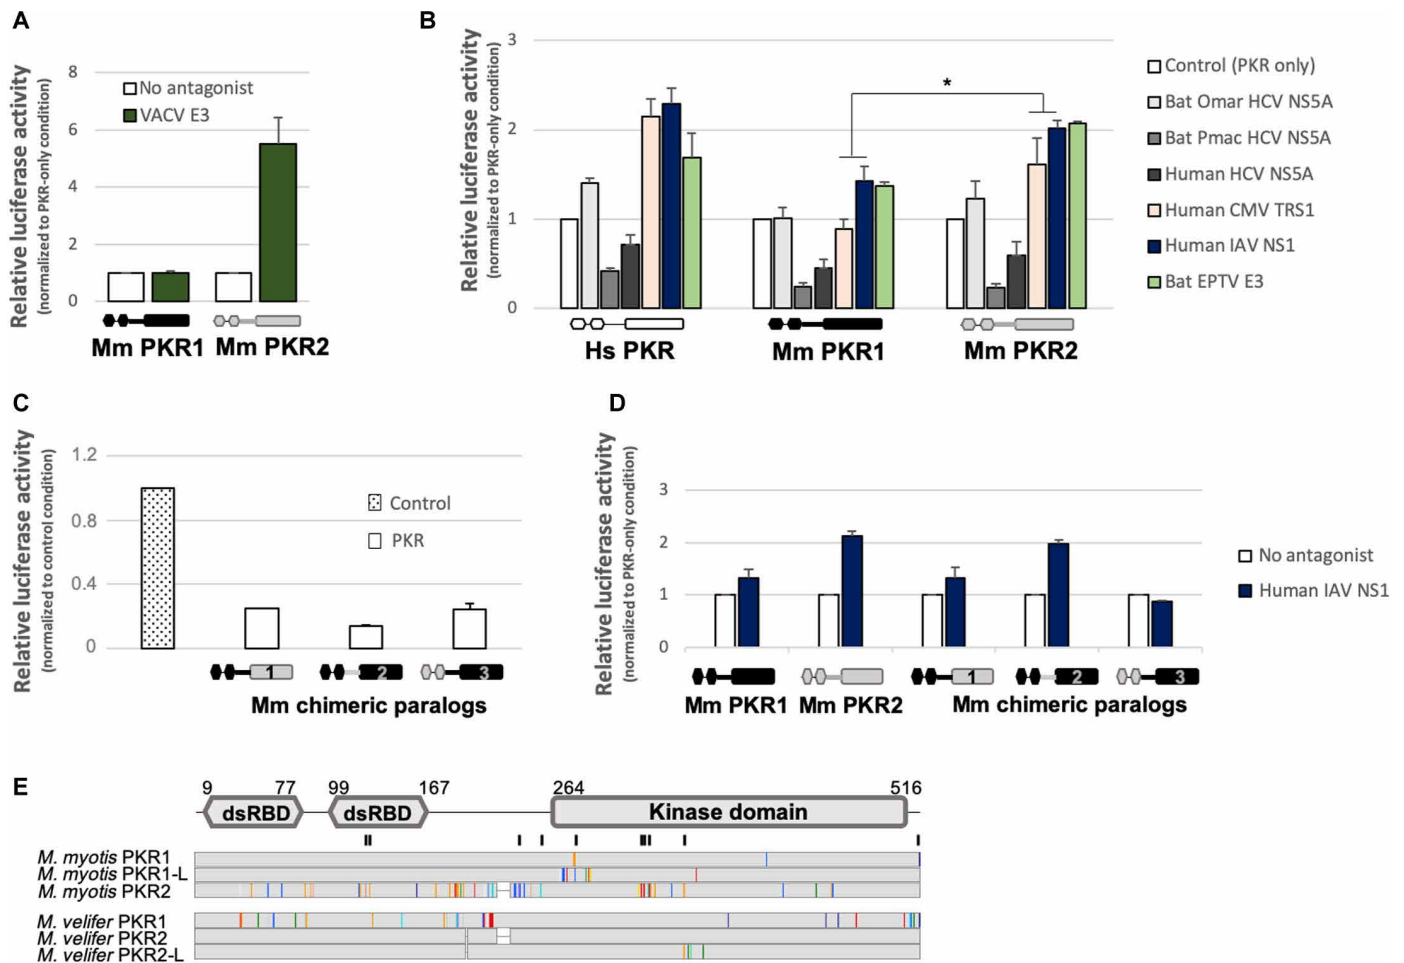 A
Relative luciferase activity
(normalized to PKR-only condition)
8
6
4
2
0
No antagonist
VACV E3
Mm PKR1
Mm PKR2
B
Relative luciferase activity
(normalized to PKR-only condition)
3
2
1
0
*
Hs PKR
Mm PKR1
Mm PKR2
Control (PKR only)
Bat Omar HCV NS5A
Bat Pmac HCV NS5A
Human HCV NS5A
Human CMV TRS1
Human IAV NS1
Bat EPTV E3
C
Relative luciferase activity
(normalized to control condition)
1.2
0.8
0.4
0
Control
PKR
1
2
3
Mm chimeric paralogs
D
Relative luciferase activity
(normalized to PKR-only condition)
3
2
1
0
No antagonist
Human IAV NS1
1
2
3
Mm PKR1
Mm PKR2
Mm chimeric paralogs
E
9 77 99 167 264 516
dsRBD dsRBD Kinase domain
M. myotis PKR1
M. myotis PKR1-L
M. myotis PKR2
M. velifer PKR1
M. velifer PKR2
M. velifer PKR2-L